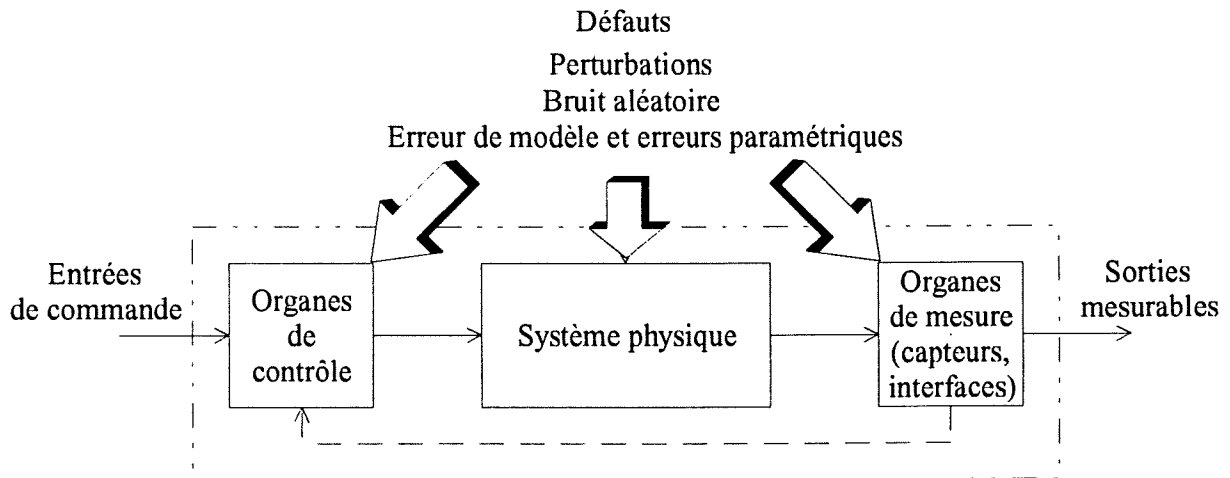 Défauts
Perturbations
Bruit aléatoire
Erreur de modèle et erreurs paramétriques
Entrées
de commande
Organes
de
contrôle
Système physique
Organes
de mesure
(capteurs,
interfaces)
Sorties
mesurables